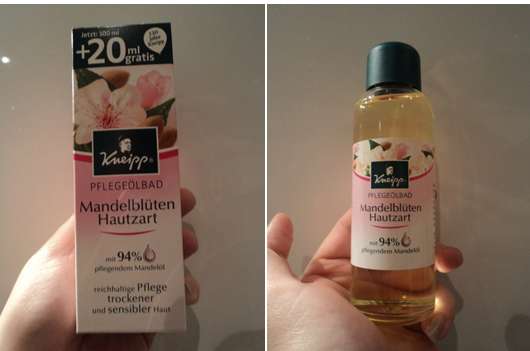 Jetzt: 100 ml
+20 ml
gratis
Kneipp®
PFLEGEÖLBAD
Mandelblüten
Hautzart
mit 94%
pflegendem Mandelöl
reichhaltige Pflege
trockener
und sensibler Haut
Kneipp
PFLEGEÖLBAD
Mandelblüten
Hautzart
mit 94%
pflegendem Mandelöl